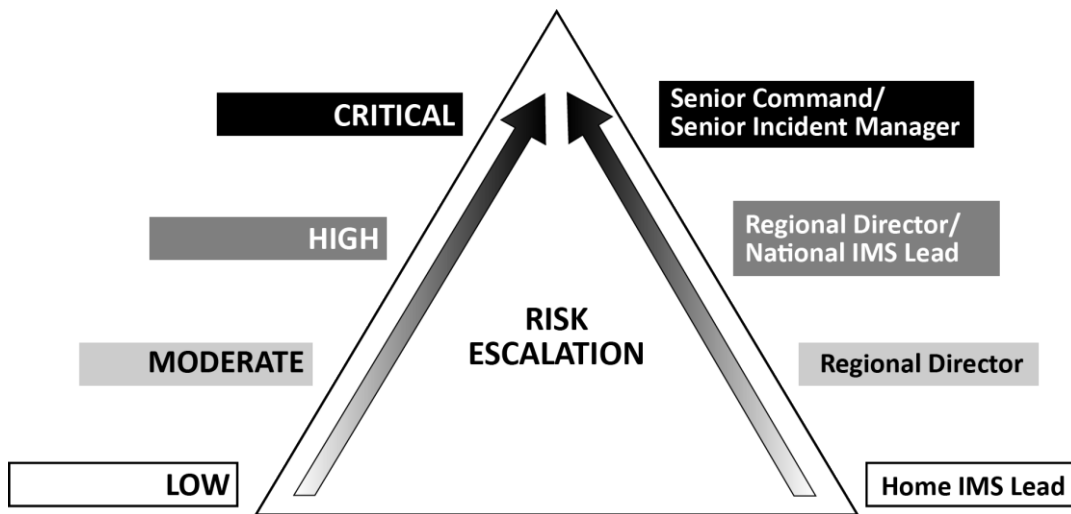 CRITICAL
Senior Command/
Senior Incident Manager
HIGH
Regional Director/
National IMS Lead
RISK
ESCALATION
MODERATE
Regional Director
LOW
Home IMS Lead